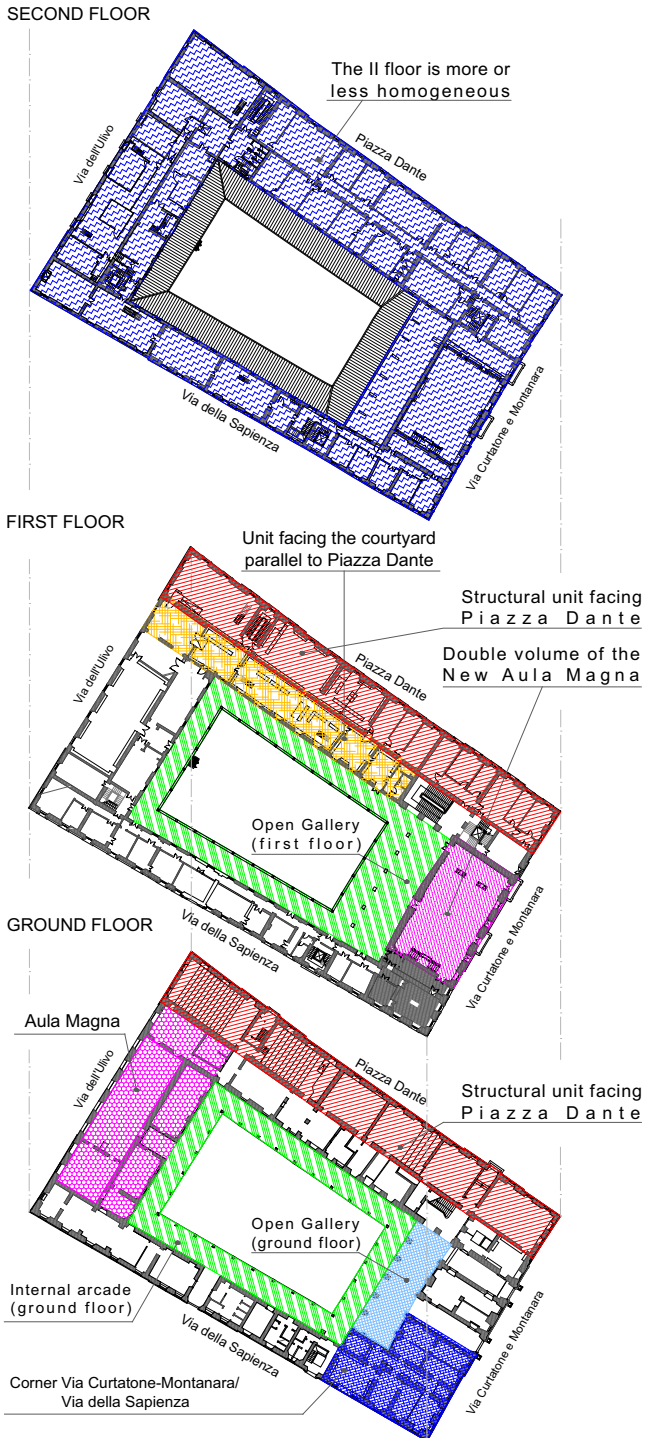 SECOND FLOOR
The II floor is more or
less homogeneous
Via dell'Ulivo
Piazza Dante
Via della Sapienza
Via Curtatone e Montanara
FIRST FLOOR
Unit facing the courtyard
parallel to Piazza Dante
Structural unit facing
Piazza Dante
Double volume of the
New Aula Magna
Via dell'Ulivo
Piazza Dante
Open Gallery
(first floor)
Via della Sapienza
Via Curtatone e Montanara
GROUND FLOOR
Aula Magna
Via dell'Ulivo
Piazza Dante
Structural unit facing
Piazza Dante
Open Gallery
(ground floor)
Internal arcade
(ground floor)
Via della Sapienza
Via Curtatone e Montanara
Corner Via Curtatone-Montanara/
Via della Sapienza